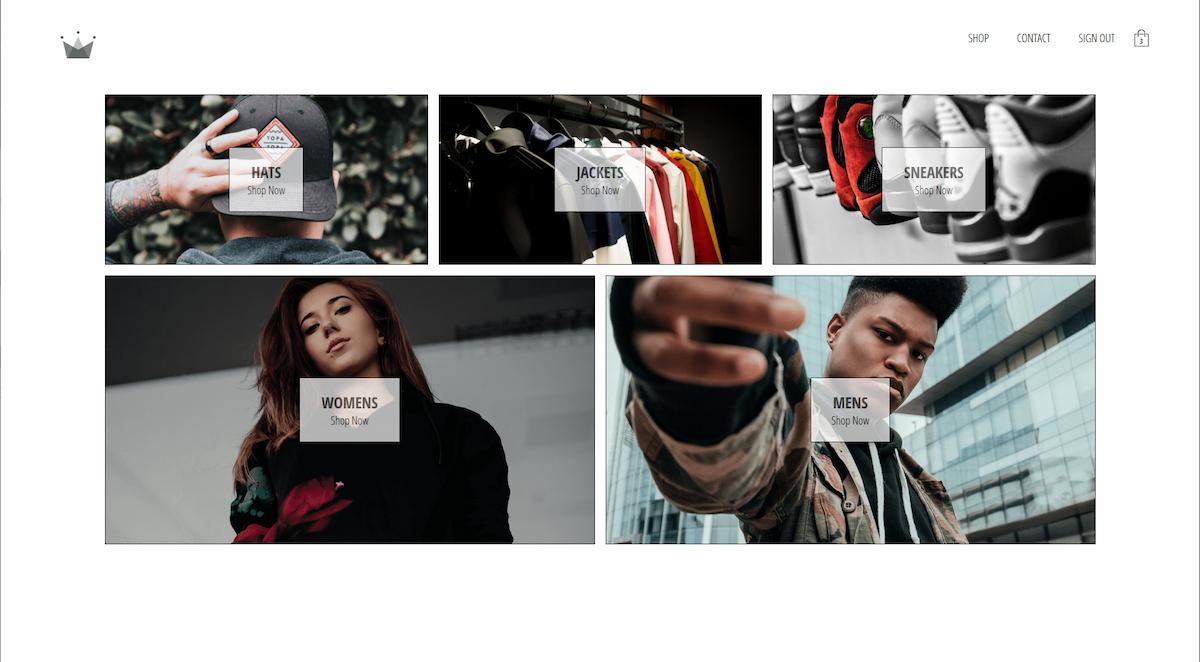 SHOP
CONTACT
SIGN OUT
3
TOPA
TOPA
HATS
Shop Now
JACKETS
Shop Now
SNEAKERS
Shop Now
WOMENS
Shop Now
MENS
Shop Now